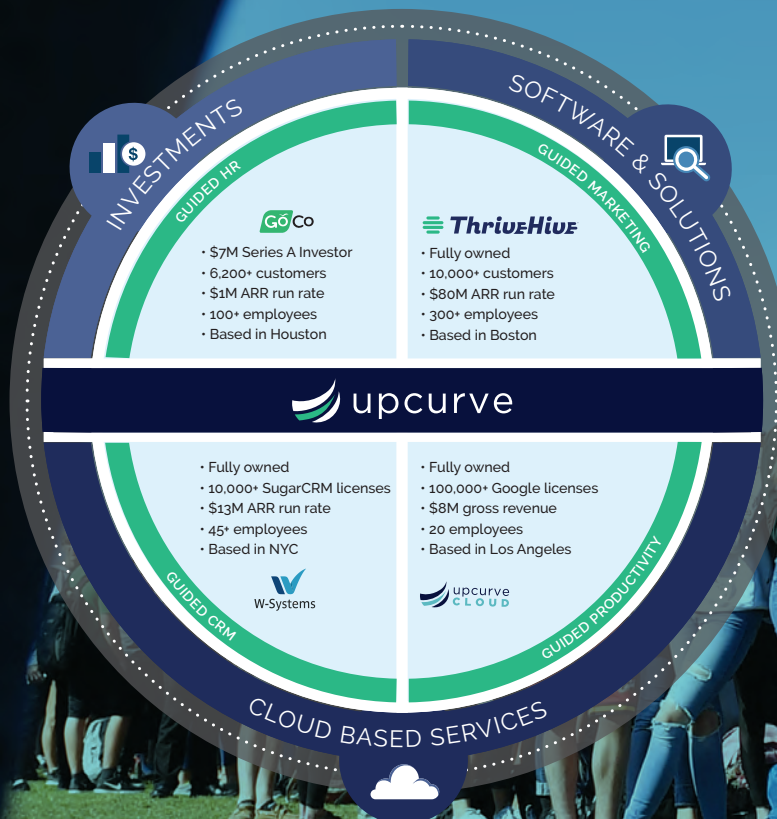 INVESTMENTS
SOFTWARE & SOLUTIONS
$
GUIDED HR
GUIDED MARKETING
GoCo
• $7M Series A Investor
• 6,200+ customers
• $1M ARR run rate
• 100+ employees
• Based in Houston
ThriveHive
• Fully owned
• 10,000+ customers
• $80M ARR run rate
• 300+ employees
• Based in Boston
upcurve
• Fully owned
• 10,000+ SugarCRM licenses
• $13M ARR run rate
• 45+ employees
• Based in NYC
W-Systems
• Fully owned
• 100,000+ Google licenses
• $8M gross revenue
• 20 employees
• Based in Los Angeles
upcurve
CLOUD
GUIDED CRM
GUIDED PRODUCTIVITY
CLOUD BASED SERVICES